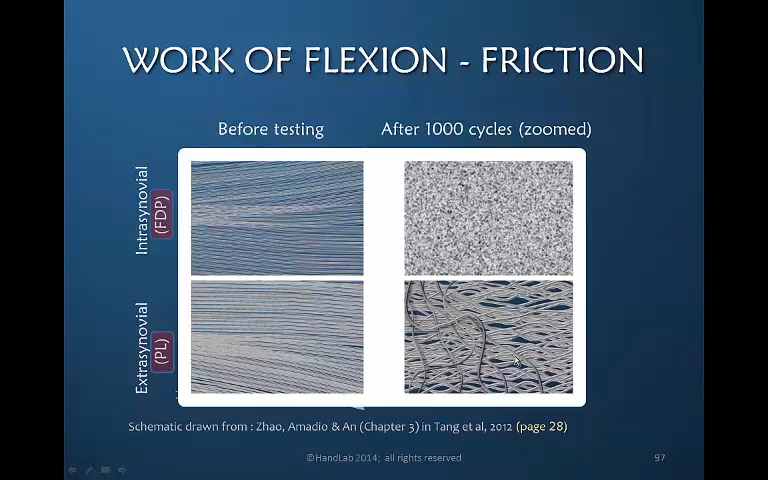 WORK OF FLEXION - FRICTION
Before testing
After 1000 cycles (zoomed)
Intrasynovial
(FDP)
Extrasynovial
(PL)
Schematic drawn from : Zhao, Amadio & An (Chapter 3) in Tang et al, 2012 (page 28)
©HandLab 2014; all rights reserved
97